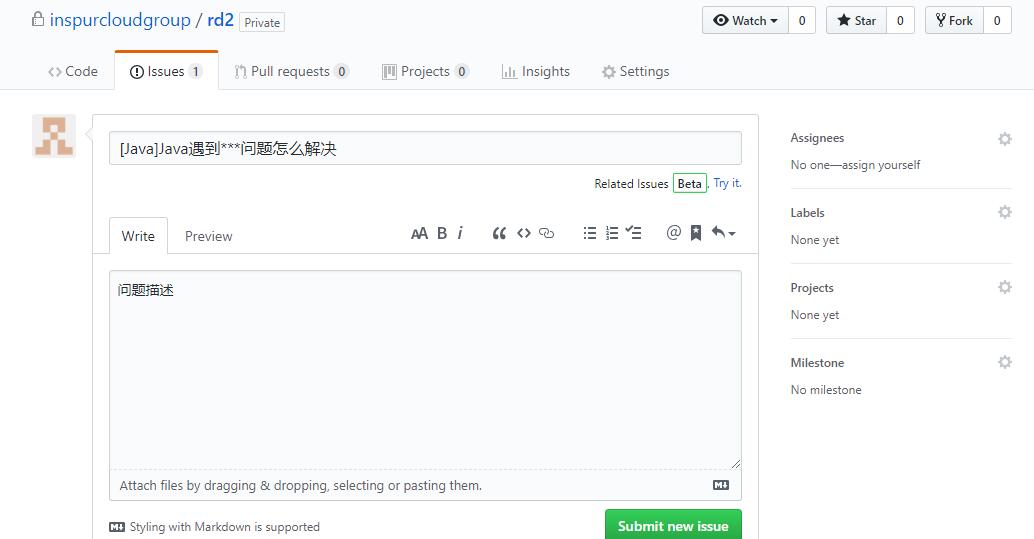 inspurcloudgroup / rd2 Private
Watch 0 Star 0 Fork 0
Code Issues 1 Pull requests 0 Projects 0 Insights Settings
[Java]Java遇到***问题怎么解决
Related Issues Beta . Try it.
Write Preview AA B i
问题描述
Attach files by dragging & dropping, selecting or pasting them.
Styling with Markdown is supported
Submit new issue
Assignees
No one—assign yourself
Labels
None yet
Projects
None yet
Milestone
No milestone